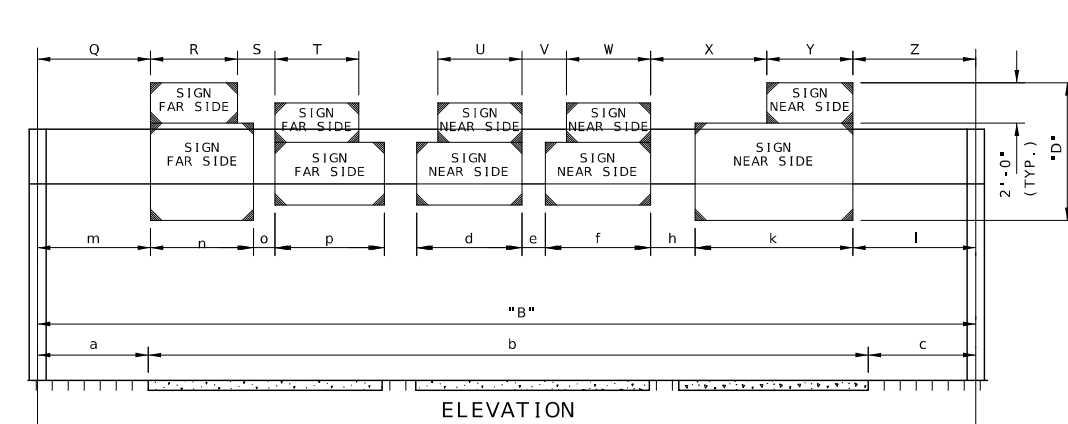 Q R S T U V W X Y Z
SIGN
FAR SIDE
SIGN
NEAR SIDE
SIGN
FAR SIDE
SIGN
NEAR SIDE
SIGN
NEAR SIDE
SIGN
FAR SIDE
SIGN
FAR SIDE
SIGN
NEAR SIDE
SIGN
NEAR SIDE
SIGN
NEAR SIDE
2'-0"
(TYP.)
"D"
m n o p d e f h k l
"B"
a b c
ELEVATION